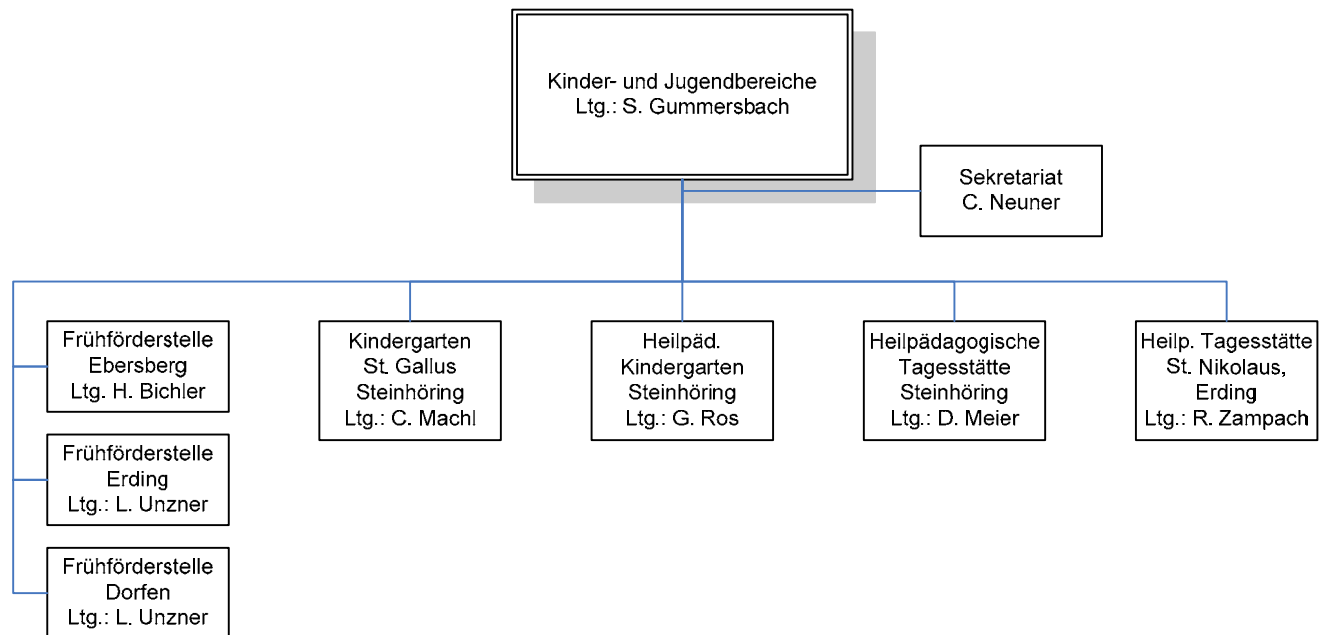 Kinder- und Jugendbereiche
Ltg.: S. Gummersbach
Sekretariat
C. Neuner
Frühförderstelle
Ebersberg
Ltg. H. Bichler
Kindergarten
St. Gallus
Steinhöring
Ltg.: C. Machl
Heilpäd.
Kindergarten
Steinhöring
Ltg.: G. Ros
Heilpädagogische
Tagesstätte
Steinhöring
Ltg.: D. Meier
Heilp. Tagesstätte
St. Nikolaus,
Erding
Ltg.: R. Zampach
Frühförderstelle
Erding
Ltg.: L. Unzner
Frühförderstelle
Dorfen
Ltg.: L. Unzner